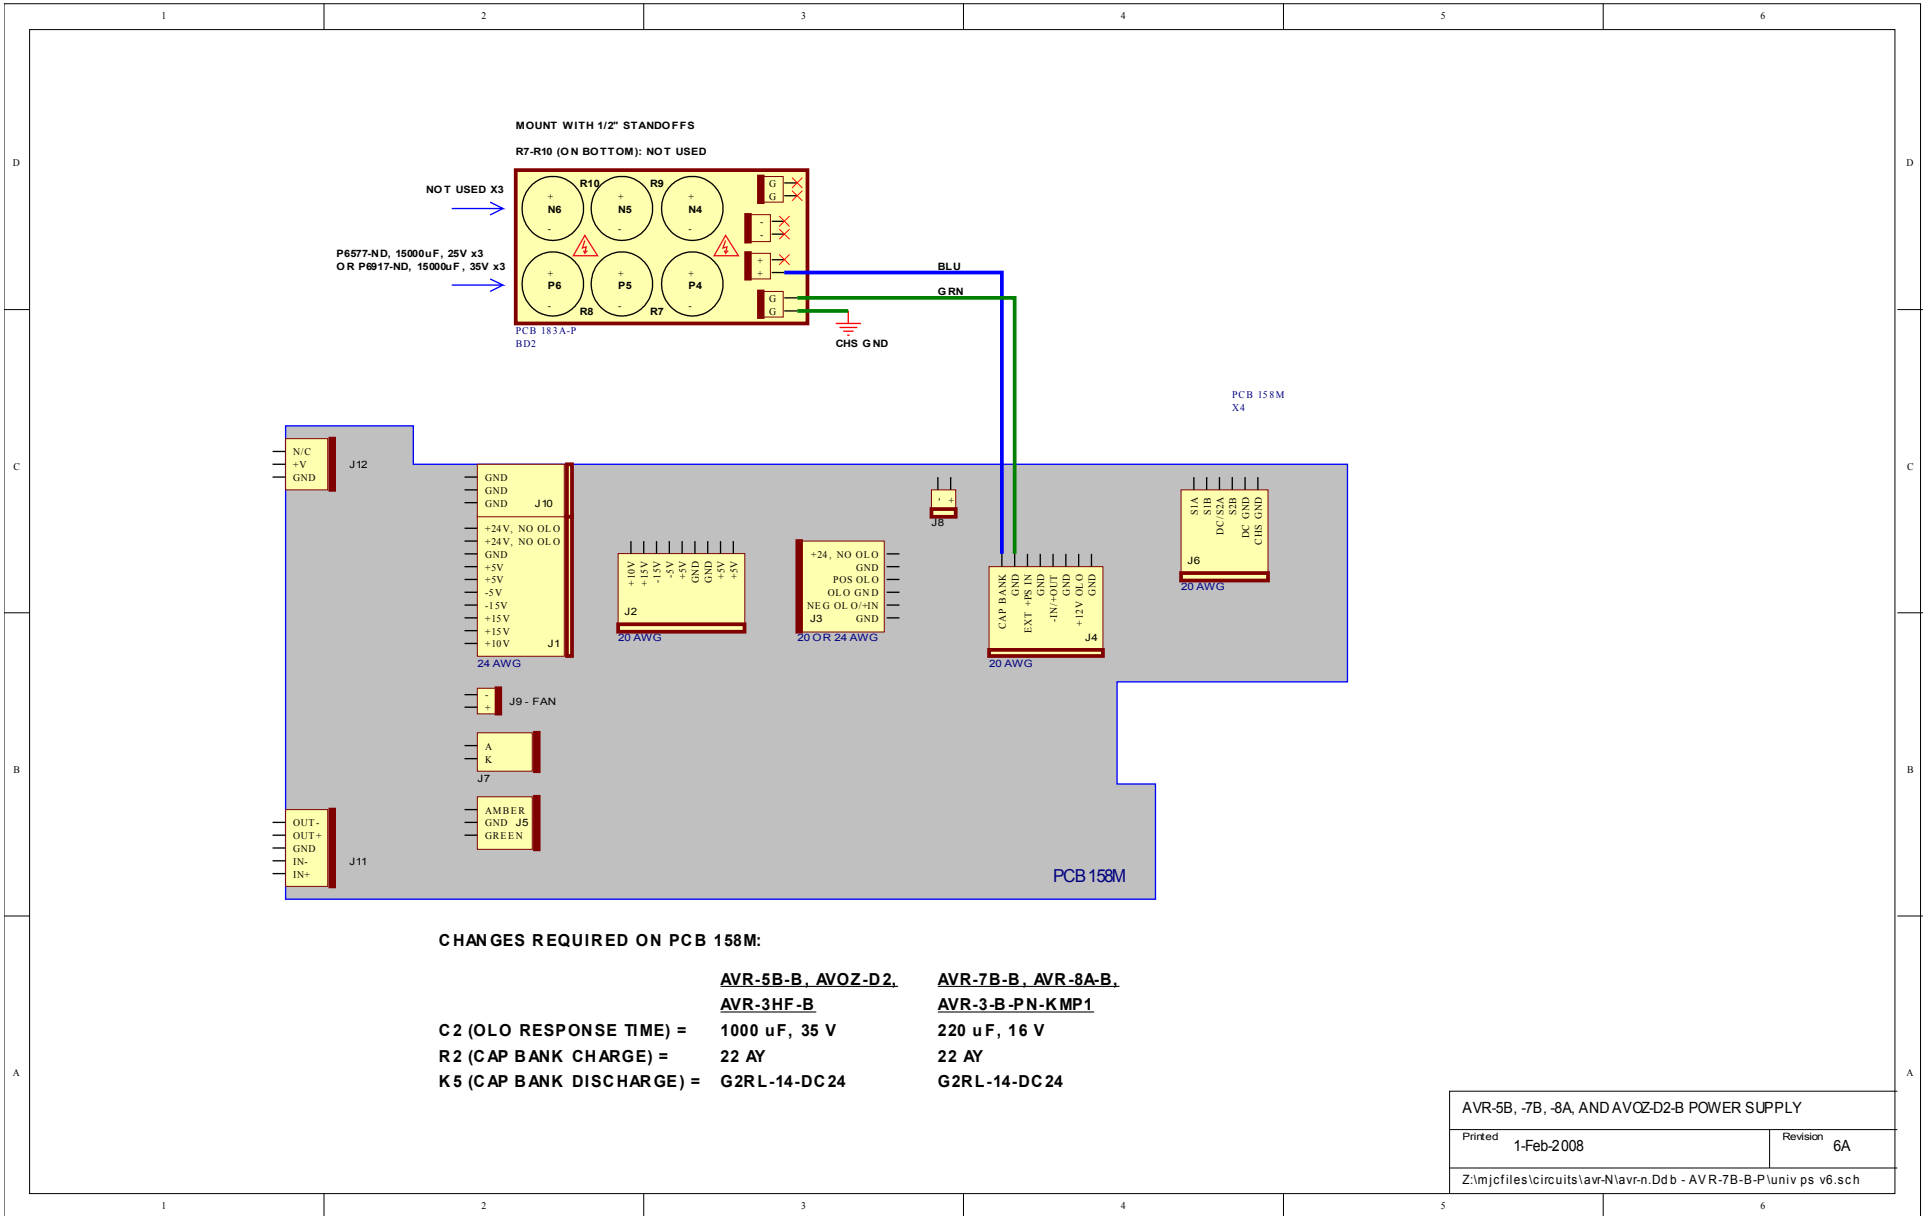 1 2 3 4 5 6
D
D
MOUNT WITH 1/2" STANDOFFS
R7-R10 (ON BOTTOM): NOT USED
NOT USED X3
P6577-ND, 15000uF, 25V x3
OR P6917-ND, 15000uF, 35V x3
R10 R9
+ + +
N6 N5 N4
- - -
+ + +
P6 P5 P4
- - -
R8 R7
G
G
-
-
+
+
G
G
PCB 183A-P
BD2
BLU
GRN
CHS GND
PCB 158M
X4
C
C
N/C
+V
GND
J12
GND
GND
GND
J10
+24V, NO OLO
+24V, NO OLO
GND
+5V
+5V
-5V
-15V
+15V
+15V
+10V
J1
24 AWG
+10V
+15V
-15V
-5V
+5V
GND
GND
+5V
+5V
J2
20 AWG
+24, NO OLO
GND
POS OLO
OLO GND
NEG OLO/+IN
GND
J3
20 OR 24 AWG
- +
J8
CAP BANK
GND
EXT +PS IN
GND
-IN/+OUT
GND
+12V OLO
GND
J4
20 AWG
S1A
S1B
DC/S2A
S2B
DC GND
CHS GND
J6
20 AWG
-
+
J9 - FAN
A
K
J7
B
B
AMBER
GND
GREEN
J5
OUT-
OUT+
GND
IN-
IN+
J11
PCB 158M
CHANGES REQUIRED ON PCB 158M:
AVR-5B-B, AVOZ-D2, AVR-7B-B, AVR-8A-B,
AVR-3HF-B AVR-3-B-PN-KMP1
C2 (OLO RESPONSE TIME) = 1000 uF, 35 V 220 uF, 16 V
R2 (CAP BANK CHARGE) = 22 AY 22 AY
K5 (CAP BANK DISCHARGE) = G2RL-14-DC24 G2RL-14-DC24
A
A
AVR-5B, -7B, -8A, AND AVOZ-D2-B POWER SUPPLY
Printed 1-Feb-2008 Revision 6A
Z:\mjcfiles\circuits\avr-N\avr-n.Ddb - AVR-7B-B-P\univ ps v6.sch
1 2 3 4 5 6